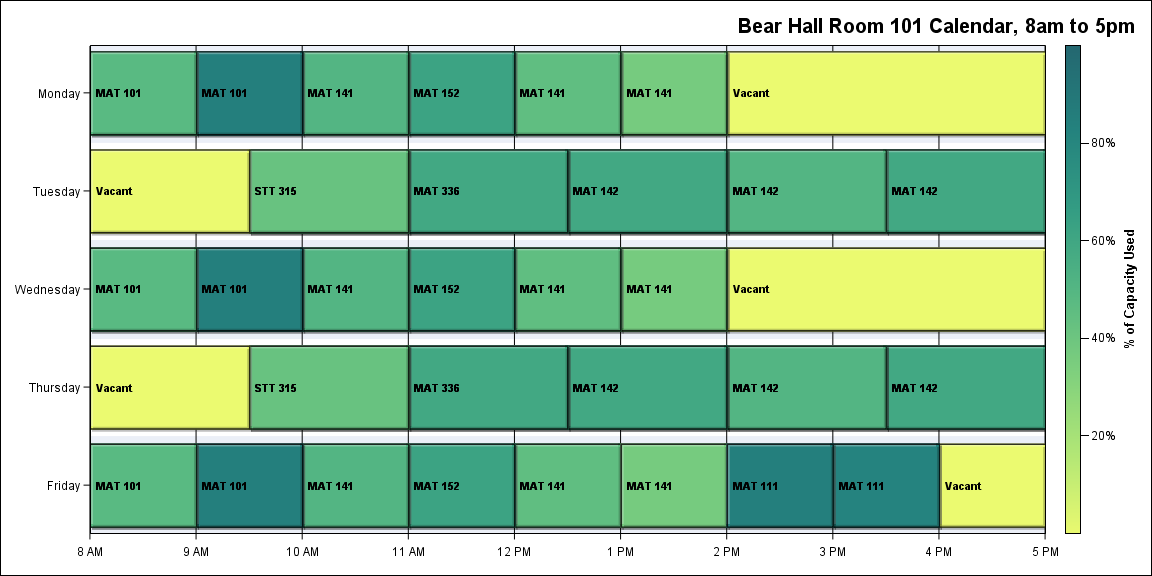 Bear Hall Room 101 Calendar, 8am to 5pm
Monday MAT 101 MAT 101 MAT 141 MAT 152 MAT 141 MAT 141 Vacant
80%
Tuesday Vacant STT 315 MAT 336 MAT 142 MAT 142 MAT 142
60%
Wednesday MAT 101 MAT 101 MAT 141 MAT 152 MAT 141 MAT 141 Vacant
% of Capacity Used
40%
Thursday Vacant STT 315 MAT 336 MAT 142 MAT 142 MAT 142
20%
Friday MAT 101 MAT 101 MAT 141 MAT 152 MAT 141 MAT 141 MAT 111 MAT 111 Vacant
8 AM 9 AM 10 AM 11 AM 12 PM 1 PM 2 PM 3 PM 4 PM 5 PM